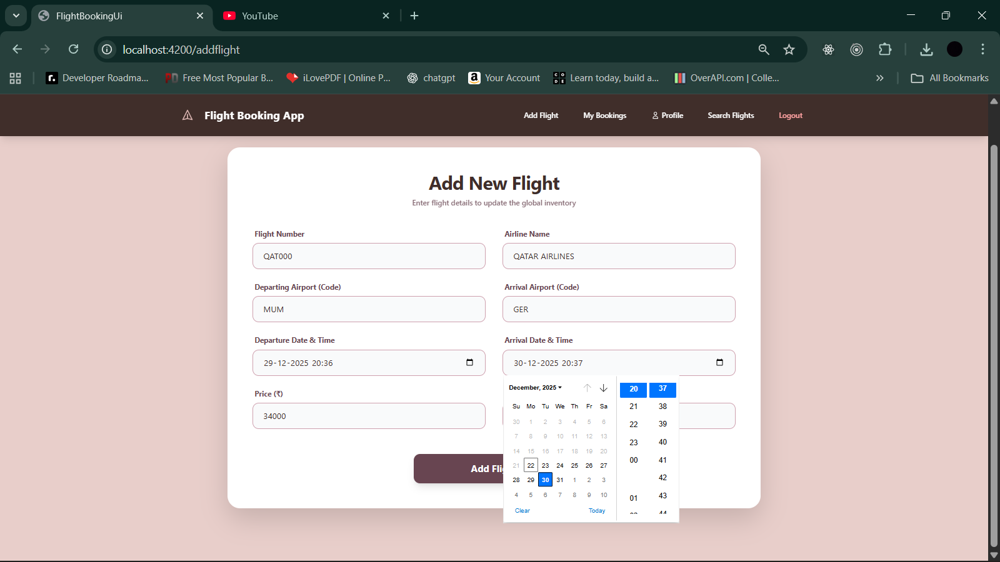 FlightBookingUi
YouTube
localhost:4200/addflight
Developer Roadma...
Free Most Popular B...
iLovePDF | Online P...
chatgpt
Your Account
Learn today, build a...
OverAPI.com | Colle...
» All Bookmarks
Flight Booking App
Add Flight
My Bookings
Profile
Search Flights
Logout
Add New Flight
Enter flight details to update the global inventory
Flight Number
Airline Name
QAT000
QATAR AIRLINES
Departing Airport (Code)
Arrival Airport (Code)
MUM
GER
Departure Date & Time
Arrival Date & Time
29-12-2025 20:36
30-12-2025 20:37
Price (₹)
34000
Add Fli
December, 2025
Su Mo Tu We Th Fr Sa
30 1 2 3 4 5 6
7 8 9 10 11 12 13
14 15 16 17 18 19 20
21 22 23 24 25 26 27
28 29 30 31 1 2 3
4 5 6 7 8 9 10
Clear
Today
20 37
21 38
22 39
23 40
00 41
42
01 43
44